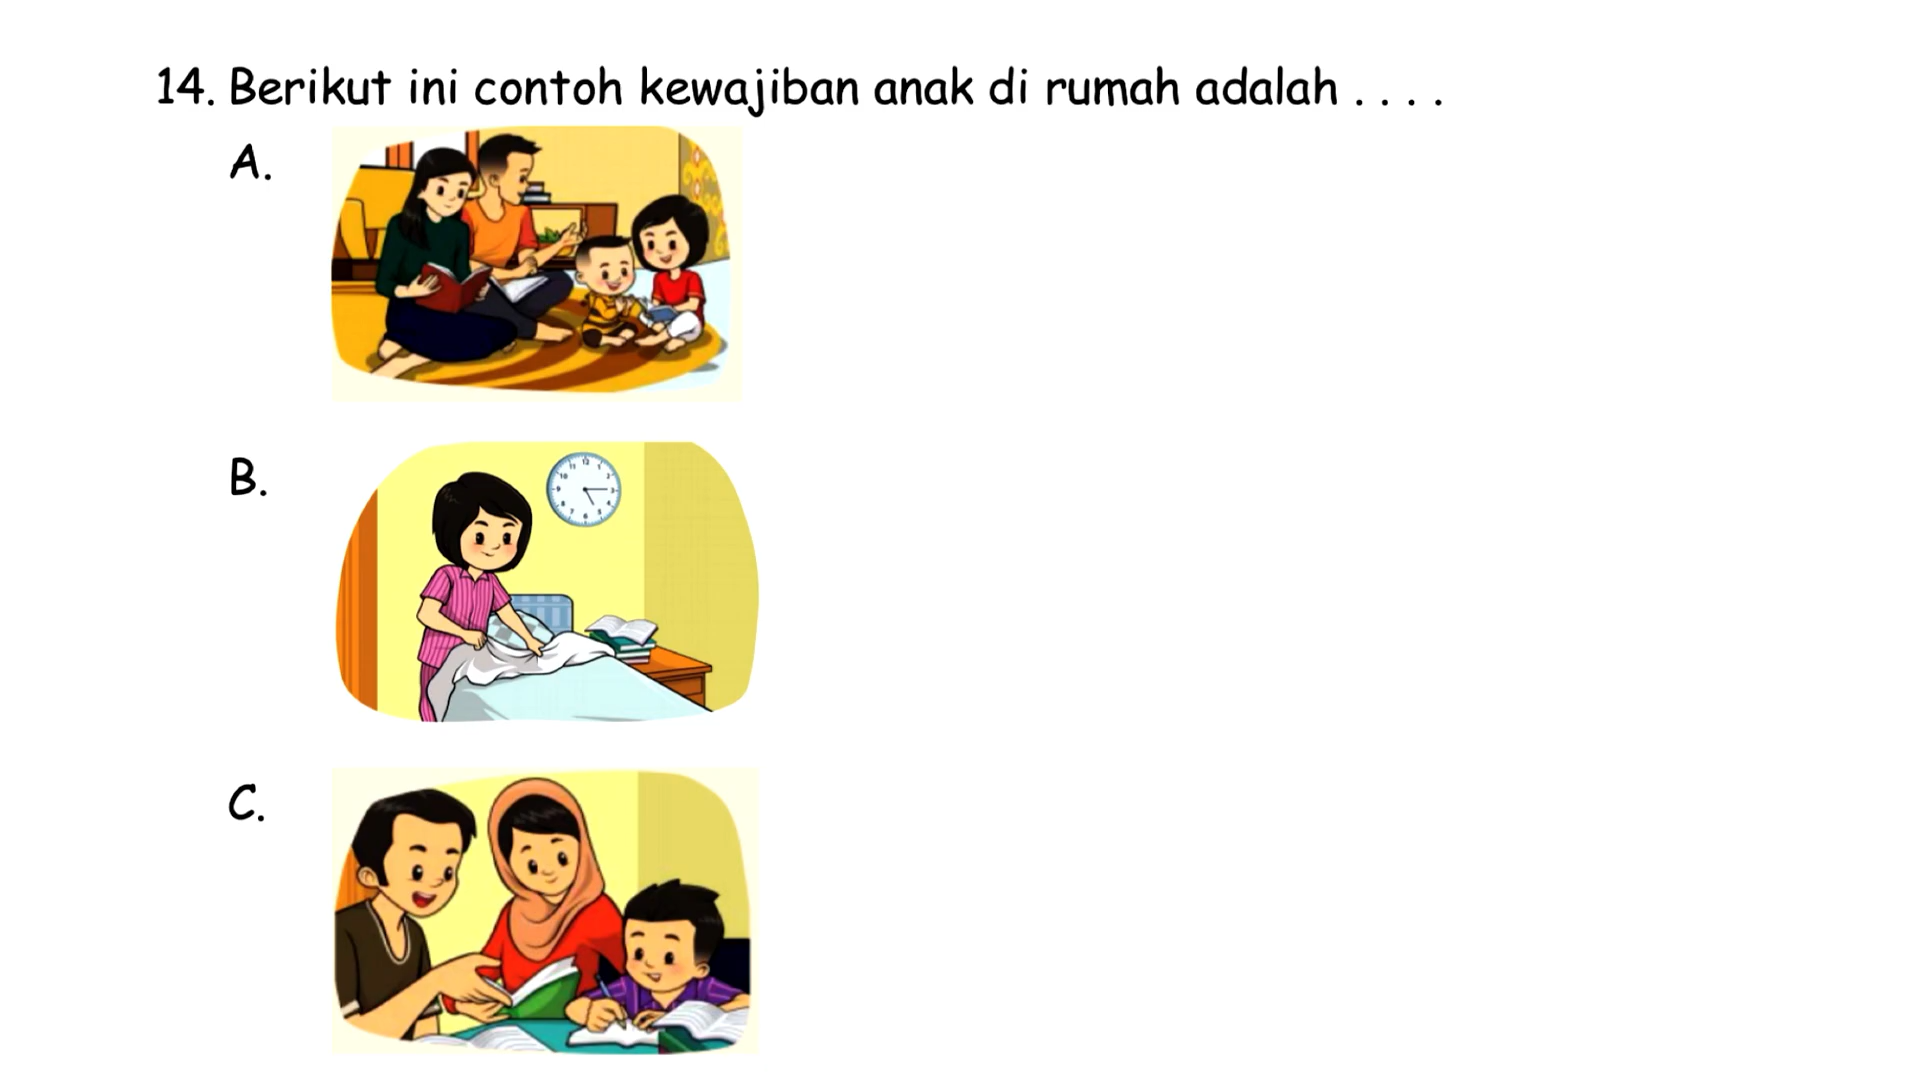 14. Berikut ini contoh kewajiban anak di rumah adalah . . . .
A.
B.
C.